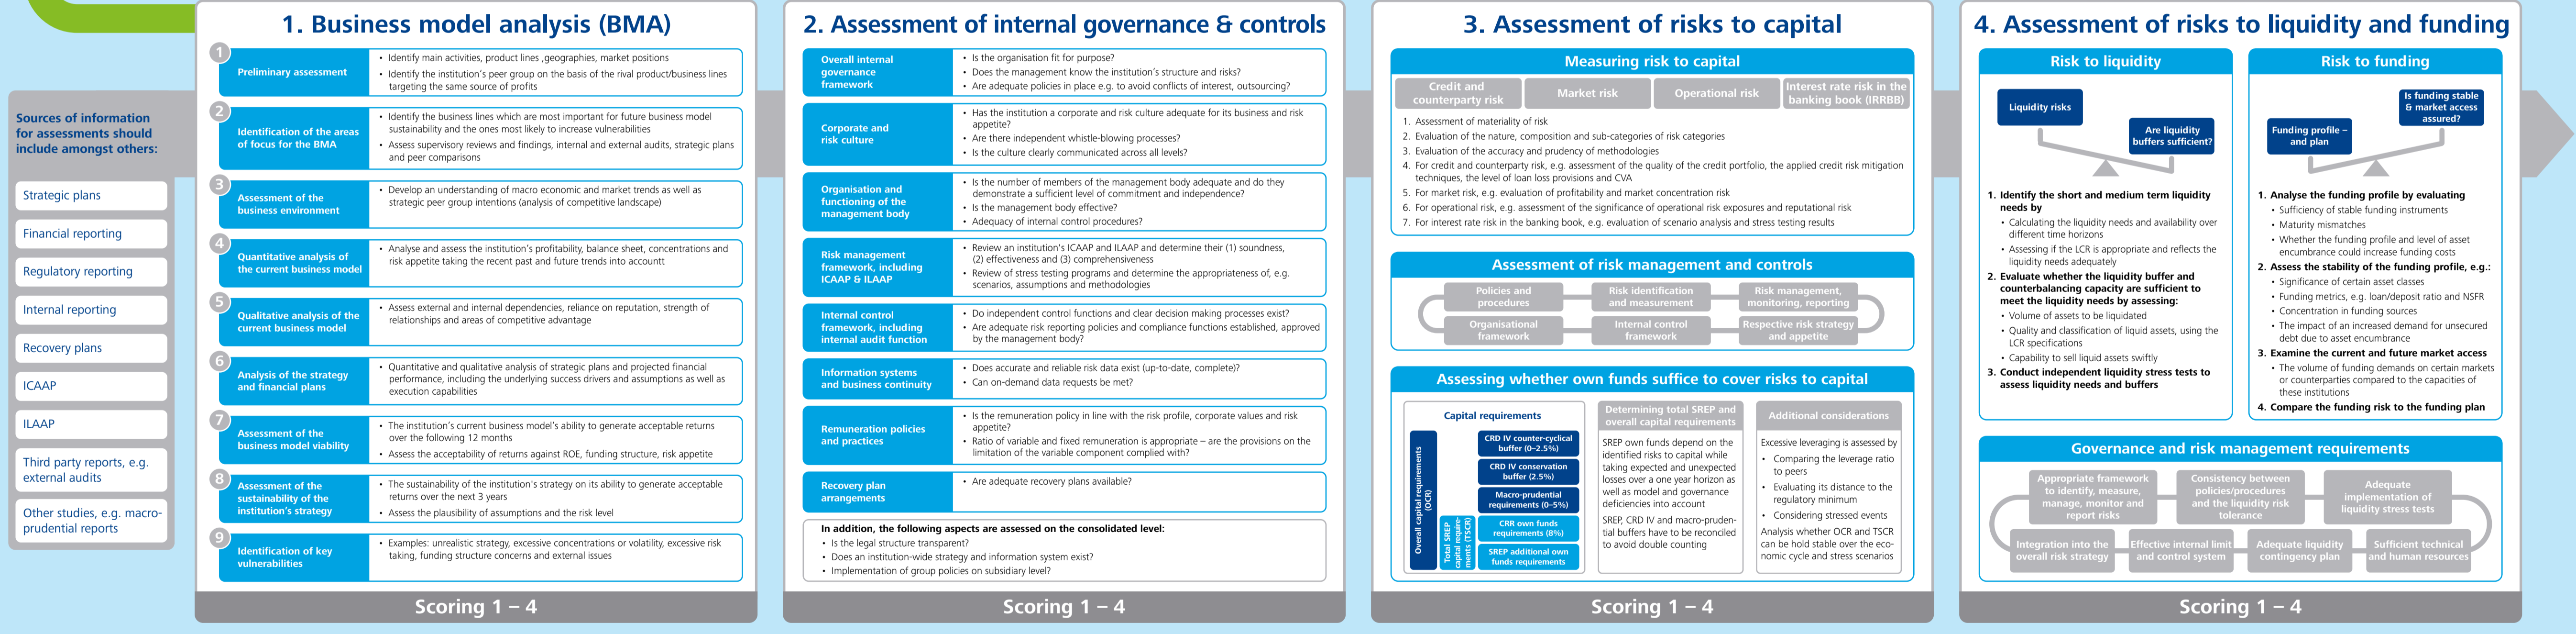 Sources of information
for assessments should
include amongst others:
Strategic plans
Financial reporting
Regulatory reporting
Internal reporting
Recovery plans
ICAAP
ILAAP
Third party reports, e.g.
external audits
Other studies, e.g. macro-
prudential reports
1. Business model analysis (BMA)
1
Preliminary assessment
• Identify main activities, product lines ,geographies, market positions
• Identify the institution's peer group on the basis of the rival product/business lines
targeting the same source of profits
2
Identification of the areas
of focus for the BMA
• Identify the business lines which are most important for future business model
sustainability and the ones most likely to increase vulnerabilities
• Assess supervisory reviews and findings, internal and external audits, strategic plans
and peer comparisons
3
Assessment of the
business environment
• Develop an understanding of macro economic and market trends as well as
strategic peer group intentions (analysis of competitive landscape)
4
Quantitative analysis of
the current business model
• Analyse and assess the institution's profitability, balance sheet, concentrations and
risk appetite taking the recent past and future trends into accountt
5
Qualitative analysis of the
current business model
• Assess external and internal dependencies, reliance on reputation, strength of
relationships and areas of competitive advantage
6
Analysis of the strategy
and financial plans
• Quantitative and qualitative analysis of strategic plans and projected financial
performance, including the underlying success drivers and assumptions as well as
execution capabilities
7
Assessment of the
business model viability
• The institution's current business model's ability to generate acceptable returns
over the following 12 months
• Assess the acceptability of returns against ROE, funding structure, risk appetite
8
Assessment of the
sustainability of the
institution's strategy
• The sustainability of the institution's strategy on its ability to generate acceptable
returns over the next 3 years
• Assess the plausibility of assumptions and the risk level
9
Identification of key
vulnerabilities
• Examples: unrealistic strategy, excessive concentrations or volatility, excessive risk
taking, funding structure concerns and external issues
Scoring 1 – 4
2. Assessment of internal governance & controls
Overall internal
governance
framework
• Is the organisation fit for purpose?
• Does the management know the institution's structure and risks?
• Are adequate policies in place e.g. to avoid conflicts of interest, outsourcing?
Corporate and
risk culture
• Has the institution a corporate and risk culture adequate for its business and risk
appetite?
• Are there independent whistle-blowing processes?
• Is the culture clearly communicated across all levels?
Organisation and
functioning of the
management body
• Is the number of members of the management body adequate and do they
demonstrate a sufficient level of commitment and independence?
• Is the management body effective?
• Adequacy of internal control procedures?
Risk management
framework, including
ICAAP & ILAAP
• Review an institution's ICAAP and ILAAP and determine their (1) soundness,
(2) effectiveness and (3) comprehensiveness
• Review of stress testing programs and determine the appropriateness of, e.g.
scenarios, assumptions and methodologies
Internal control
framework, including
internal audit function
• Do independent control functions and clear decision making processes exist?
• Are adequate risk reporting policies and compliance functions established, approved
by the management body?
Information systems
and business continuity
• Does accurate and reliable risk data exist (up-to-date, complete)?
• Can on-demand data requests be met?
Remuneration policies
and practices
• Is the remuneration policy in line with the risk profile, corporate values and risk
appetite?
• Ratio of variable and fixed remuneration is appropriate – are the provisions on the
limitation of the variable component complied with?
Recovery plan
arrangements
• Are adequate recovery plans available?
In addition, the following aspects are assessed on the consolidated level:
• Is the legal structure transparent?
• Does an institution-wide strategy and information system exist?
• Implementation of group policies on subsidiary level?
Scoring 1 – 4
3. Assessment of risks to capital
Measuring risk to capital
Credit and
counterparty risk
Market risk
Operational risk
Interest rate risk in the
banking book (IRRBB)
1. Assessment of materiality of risk
2. Evaluation of the nature, composition and sub-categories of risk categories
3. Evaluation of the accuracy and prudency of methodologies
4. For credit and counterparty risk, e.g. assessment of the quality of the credit portfolio, the applied credit risk mitigation
techniques, the level of loan loss provisions and CVA
5. For market risk, e.g. evaluation of profitability and market concentration risk
6. For operational risk, e.g. assessment of the significance of operational risk exposures and reputational risk
7. For interest rate risk in the banking book, e.g. evaluation of scenario analysis and stress testing results
Assessment of risk management and controls
Policies and
procedures
Risk identification
and measurement
Risk management,
monitoring, reporting
Organisational
framework
Internal control
framework
Respective risk strategy
and appetite
Assessing whether own funds suffice to cover risks to capital
Capital requirements
Overall capital requirements
(OCR)
Total SREP
capital require-
ments (TSCR)
CRD IV counter-cyclical
buffer (0–2.5%)
CRD IV conservation
buffer (2.5%)
Macro-prudential
requirements (0–5%)
CRR own funds
requirements (8%)
SREP additional own
funds requirements
Determining total SREP and
overall capital requirements
SREP own funds depend on the
identified risks to capital while
taking expected and unexpected
losses over a one year horizon as
well as model and governance
deficiencies into account
SREP, CRD IV and macro-pruden-
tial buffers have to be reconciled
to avoid double counting
Additional considerations
Excessive leveraging is assessed by
• Comparing the leverage ratio
to peers
• Evaluating its distance to the
regulatory minimum
• Considering stressed events
Analysis whether OCR and TSCR
can be hold stable over the eco-
nomic cycle and stress scenarios
Scoring 1 – 4
4. Assessment of risks to liquidity and funding
Risk to liquidity
Liquidity risks
Are liquidity
buffers sufficient?
1. Identify the short and medium term liquidity
needs by
• Calculating the liquidity needs and availability over
different time horizons
• Assessing if the LCR is appropriate and reflects the
liquidity needs adequately
2. Evaluate whether the liquidity buffer and
counterbalancing capacity are sufficient to
meet the liquidity needs by assessing:
• Volume of assets to be liquidated
• Quality and classification of liquid assets, using the
LCR specifications
• Capability to sell liquid assets swiftly
3. Conduct independent liquidity stress tests to
assess liquidity needs and buffers
Risk to funding
Is funding stable
& market access
assured?
Funding profile –
and plan
1. Analyse the funding profile by evaluating
• Sufficiency of stable funding instruments
• Maturity mismatches
• Whether the funding profile and level of asset
encumbrance could increase funding costs
2. Assess the stability of the funding profile, e.g.:
• Significance of certain asset classes
• Funding metrics, e.g. loan/deposit ratio and NSFR
• Concentration in funding sources
• The impact of an increased demand for unsecured
debt due to asset encumbrance
3. Examine the current and future market access
• The volume of funding demands on certain markets
or counterparties compared to the capacities of
these institutions
4. Compare the funding risk to the funding plan
Governance and risk management requirements
Appropriate framework
to identify, measure,
manage, monitor and
report risks
Consistency between
policies/procedures
and the liquidity risk
tolerance
Adequate
implementation of
liquidity stress tests
Integration into the
overall risk strategy
Effective internal limit
and control system
Adequate liquidity
contingency plan
Sufficient technical
and human resources
Scoring 1 – 4